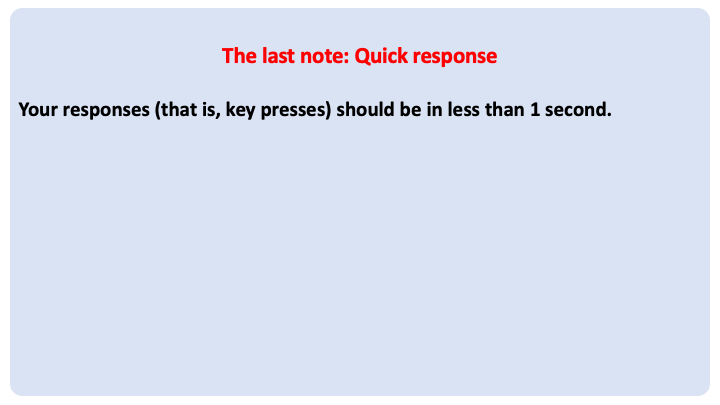 The last note: Quick response
Your responses (that is, key presses) should be in less than 1 second.